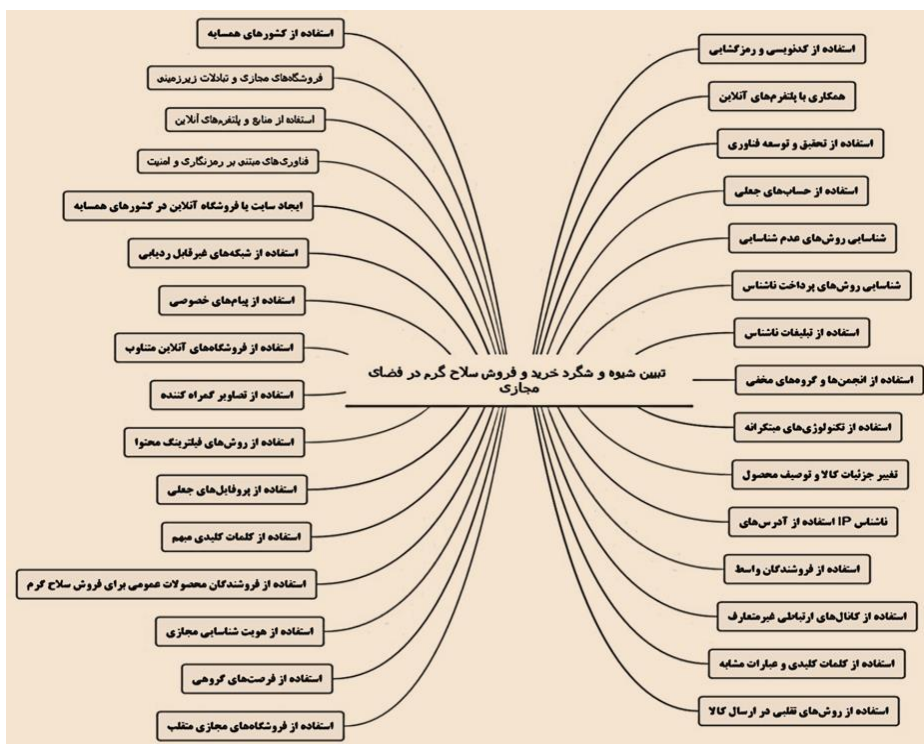 تبیین شیوه و شگرد خرید و فروش سلاح گرم در فضای
مجازی
استفاده از کدنویسی و رمزگشایی
همکاری با پلتفرم‌های آنلاین
استفاده از تحقیق و توسعه فناوری
استفاده از حساب‌های جعلی
شناسایی روش‌های عدم شناسایی
شناسایی روش‌های پرداخت ناشناس
استفاده از تبلیغات ناشناس
استفاده از انجمن‌ها و گروه‌های مخفی
استفاده از تکنولوژی‌های مبتکرانه
تغییر جزئیات کالا و توصیف محصول
ناشناس IP استفاده از آدرس‌های
استفاده از فروشندگان واسط
استفاده از کانال‌های ارتباطی غیرمتعارف
استفاده از کلمات کلیدی و عبارات مشابه
استفاده از روش‌های تقلبی در ارسال کالا
استفاده از کشورهای همسایه
فروشگاه‌های مجازی و تبادلات زیرزمینی
استفاده از منابع و پلتفرم‌های آنلاین
فناوری‌های مبتنی بر رمزنگاری و امنیت
ایجاد سایت یا فروشگاه آنلاین در کشورهای همسایه
استفاده از شبکه‌های غیرقابل ردیابی
استفاده از پیام‌های خصوصی
استفاده از فروشگاه‌های آنلاین متناوب
استفاده از تصاویر گمراه کننده
استفاده از روش‌های فیلترینگ محتوا
استفاده از پروفایل‌های جعلی
استفاده از کلمات کلیدی مبهم
استفاده از فروشندگان محصولات عمومی برای فروش سلاح گرم
استفاده از هویت شناسایی مجازی
استفاده از فرصت‌های گروهی
استفاده از فروشگاه‌های مجازی متقلب